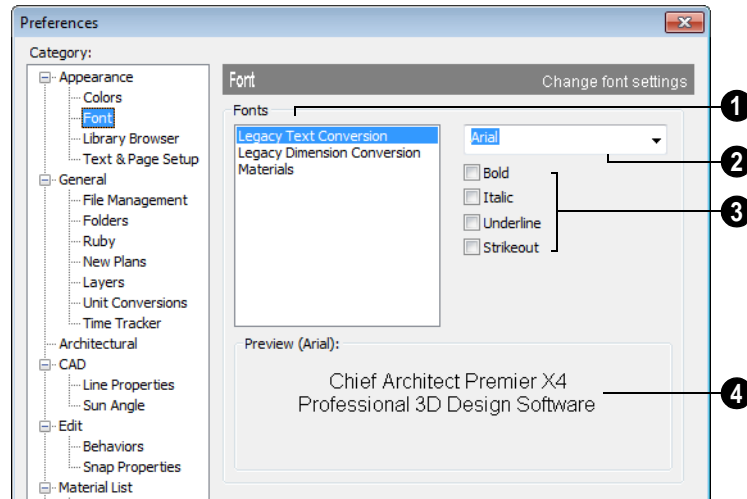 Preferences
Category:
Appearance
Colors
Font
Library Browser
Text & Page Setup
General
File Management
Folders
Ruby
New Plans
Layers
Unit Conversions
Time Tracker
Architectural
CAD
Line Properties
Sun Angle
Edit
Behaviors
Snap Properties
Material List
Font
Change font settings
Fonts
1
Legacy Text Conversion
Legacy Dimension Conversion
Materials
Arial
2
Bold
Italic
Underline
Strikeout
3
Preview (Arial):
Chief Architect Premier X4
Professional 3D Design Software
4